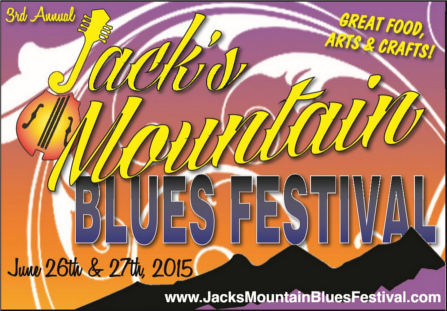 3rd Annual
GREAT FOOD,
ARTS & CRAFTS!
Jack's
Mountain
BLUES FESTIVAL
June 26th & 27th, 2015
www.JacksMountainBluesFestival.com